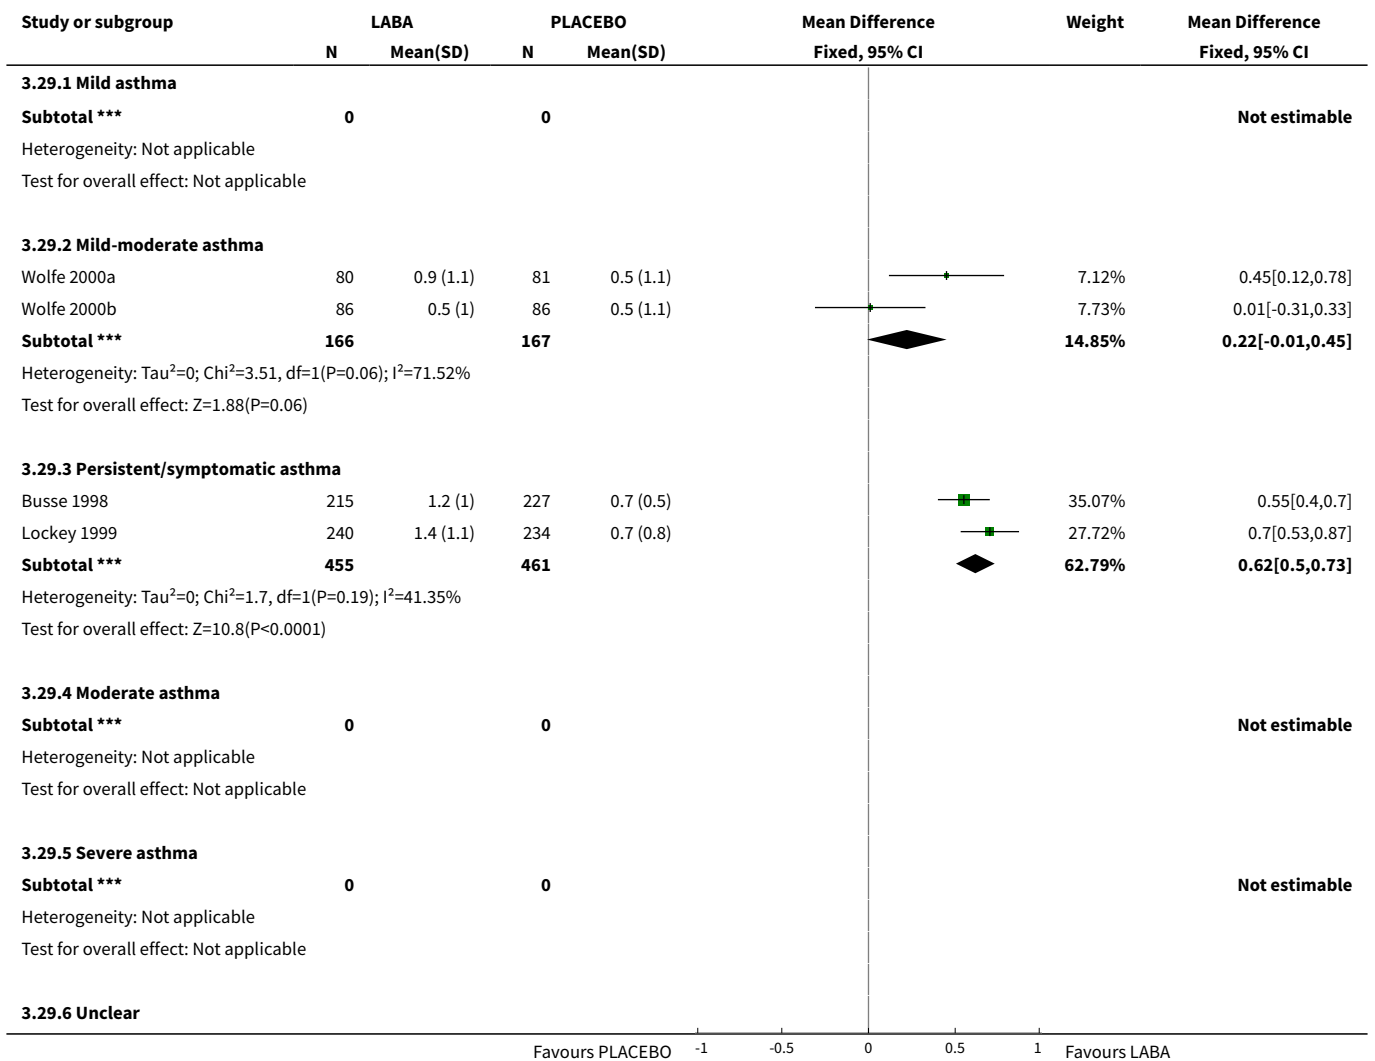 Study or subgroup LABA PLACEBO Mean Difference Weight Mean Difference
N Mean(SD) N Mean(SD) Fixed, 95% CI Fixed, 95% CI
3.29.1 Mild asthma
Subtotal *** 0 0 Not estimable
Heterogeneity: Not applicable
Test for overall effect: Not applicable
3.29.2 Mild-moderate asthma
Wolfe 2000a 80 0.9 (1.1) 81 0.5 (1.1) 7.12% 0.45[0.12,0.78]
Wolfe 2000b 86 0.5 (1) 86 0.5 (1.1) 7.73% 0.01[-0.31,0.33]
Subtotal *** 166 167 14.85% 0.22[-0.01,0.45]
Heterogeneity: Tau²=0; Chi²=3.51, df=1(P=0.06); I²=71.52%
Test for overall effect: Z=1.88(P=0.06)
3.29.3 Persistent/symptomatic asthma
Busse 1998 215 1.2 (1) 227 0.7 (0.5) 35.07% 0.55[0.4,0.7]
Lockey 1999 240 1.4 (1.1) 234 0.7 (0.8) 27.72% 0.7[0.53,0.87]
Subtotal *** 455 461 62.79% 0.62[0.5,0.73]
Heterogeneity: Tau²=0; Chi²=1.7, df=1(P=0.19); I²=41.35%
Test for overall effect: Z=10.8(P<0.0001)
3.29.4 Moderate asthma
Subtotal *** 0 0 Not estimable
Heterogeneity: Not applicable
Test for overall effect: Not applicable
3.29.5 Severe asthma
Subtotal *** 0 0 Not estimable
Heterogeneity: Not applicable
Test for overall effect: Not applicable
3.29.6 Unclear
Favours PLACEBO -1 -0.5 0 0.5 1 Favours LABA